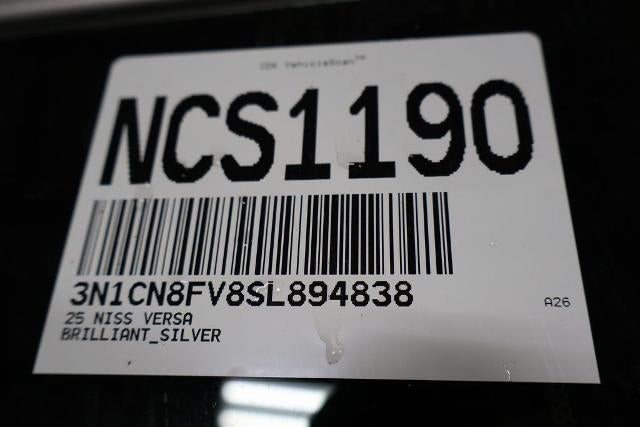 CDK VehicleScan™
NCS1190
3N1CN8FV8SL894838
25 NISS VERSA
A26
BRILLIANT_SILVER